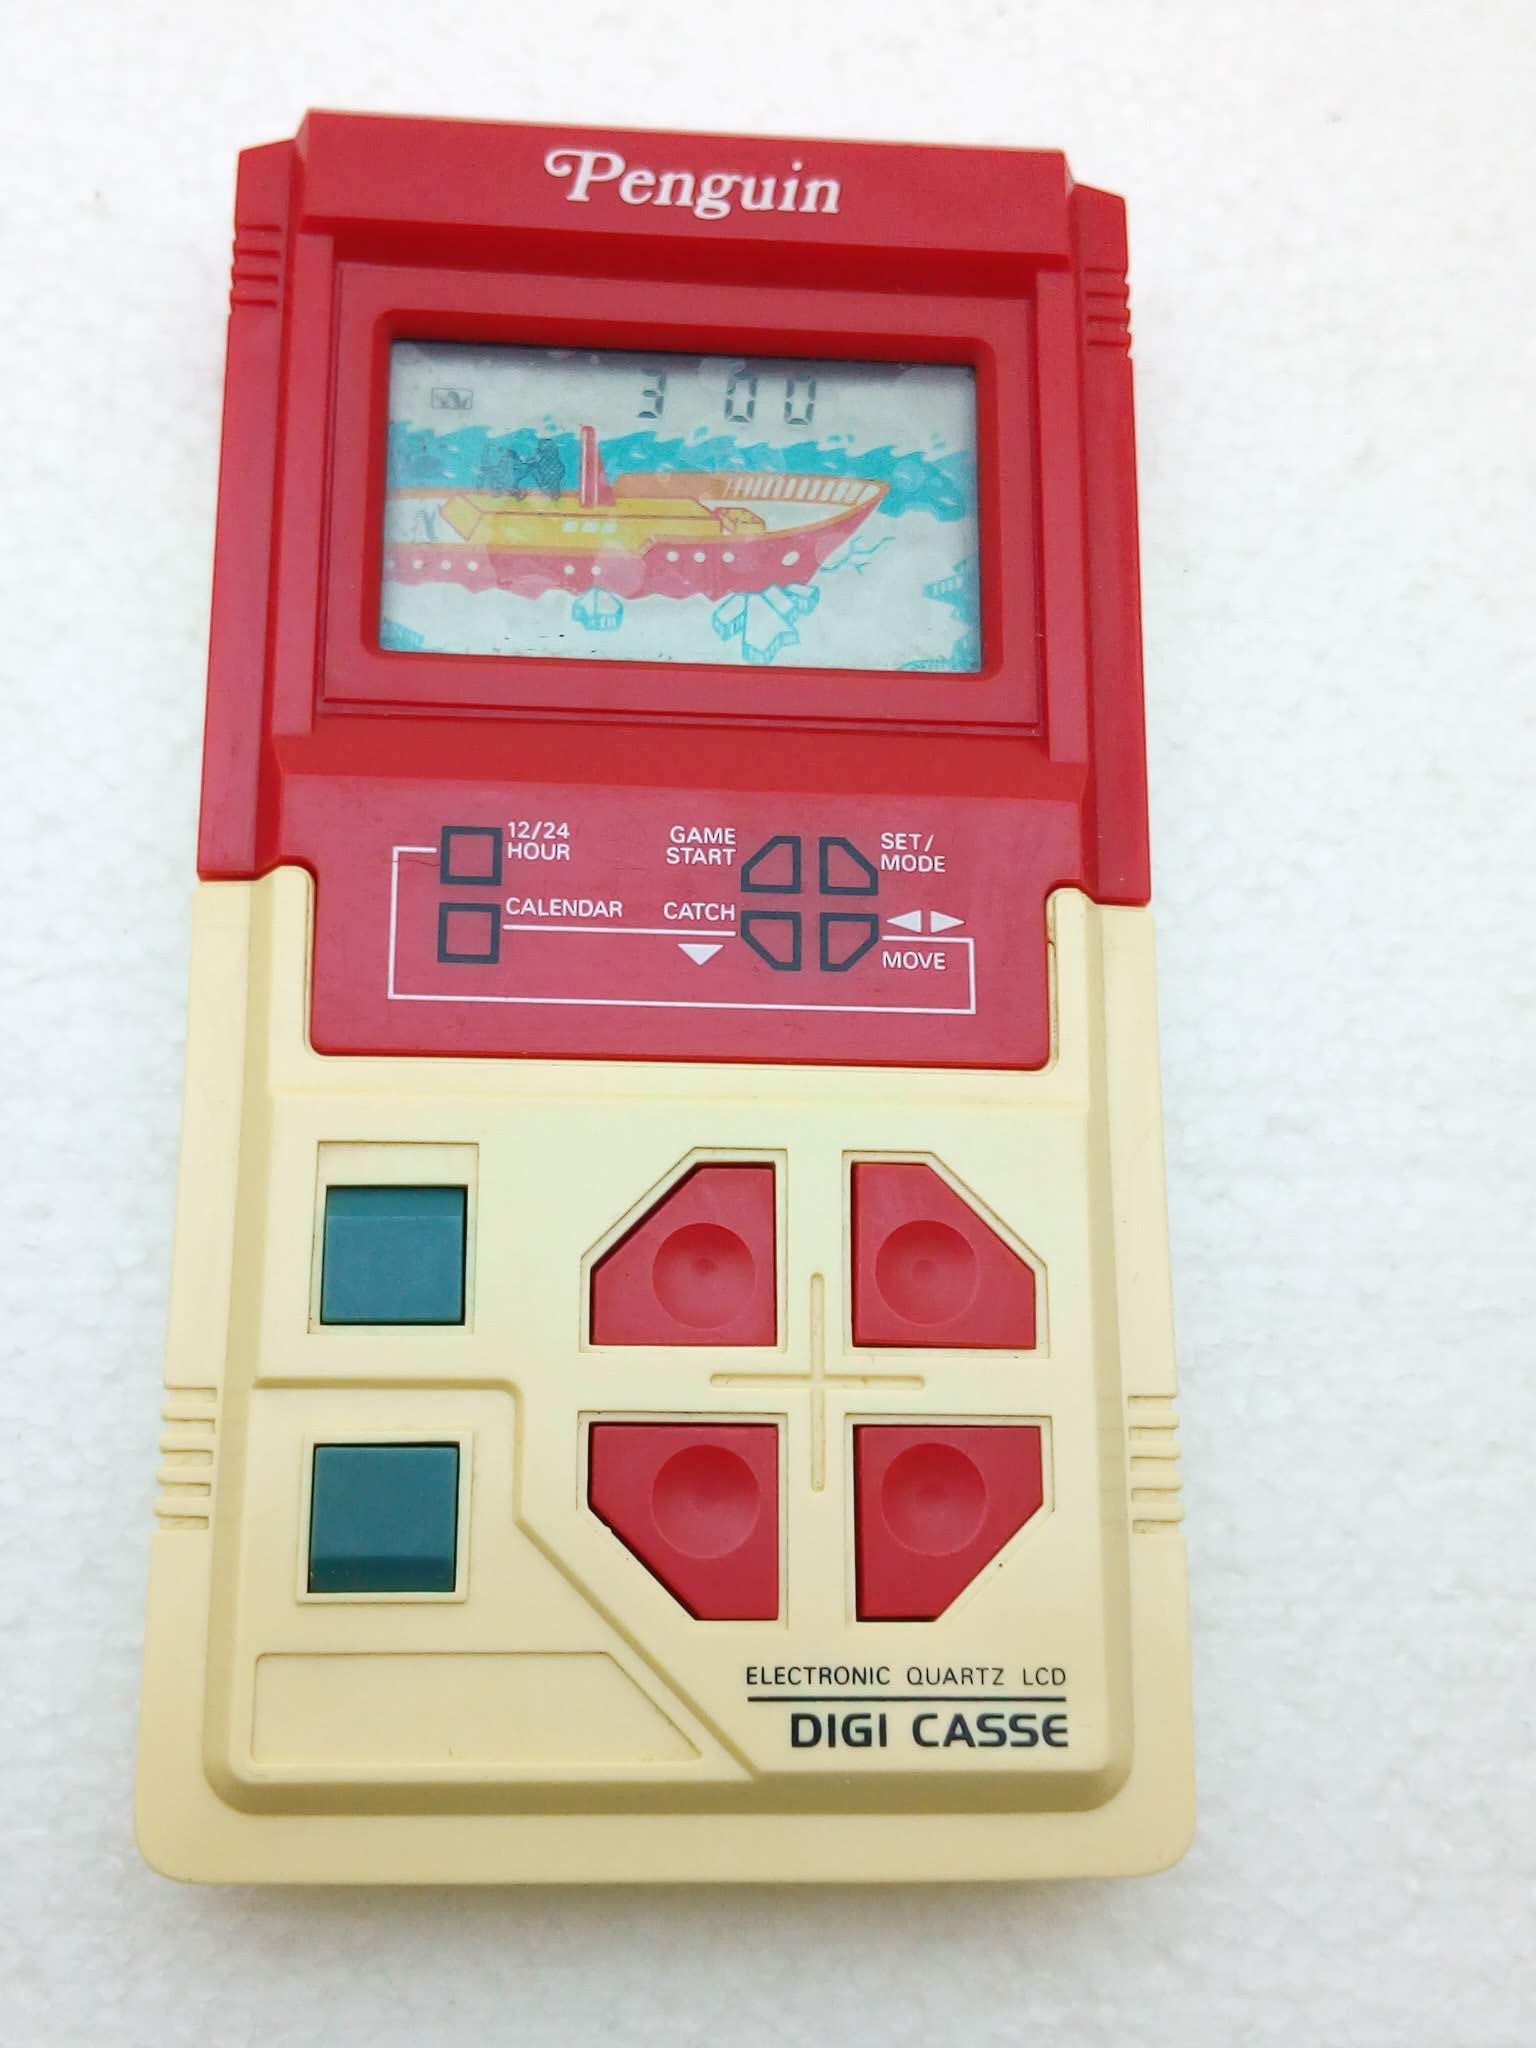 Penguin
3 00
12/24
HOUR
GAME
START
SET/
MODE
CALENDAR
CATCH
MOVE
ELECTRONIC QUARTZ LCD
DIGI CASSE